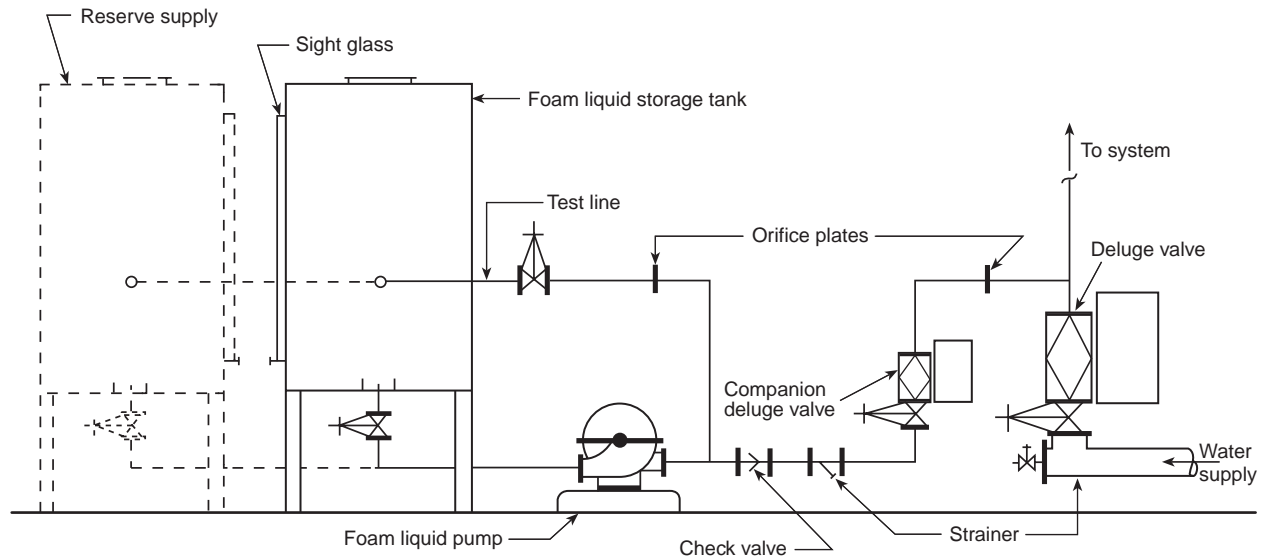 Reserve supply
Sight glass
Foam liquid storage tank
To system
Test line
Orifice plates
Deluge valve
Companion
deluge valve
Water
supply
Foam liquid pump
Check valve
Strainer